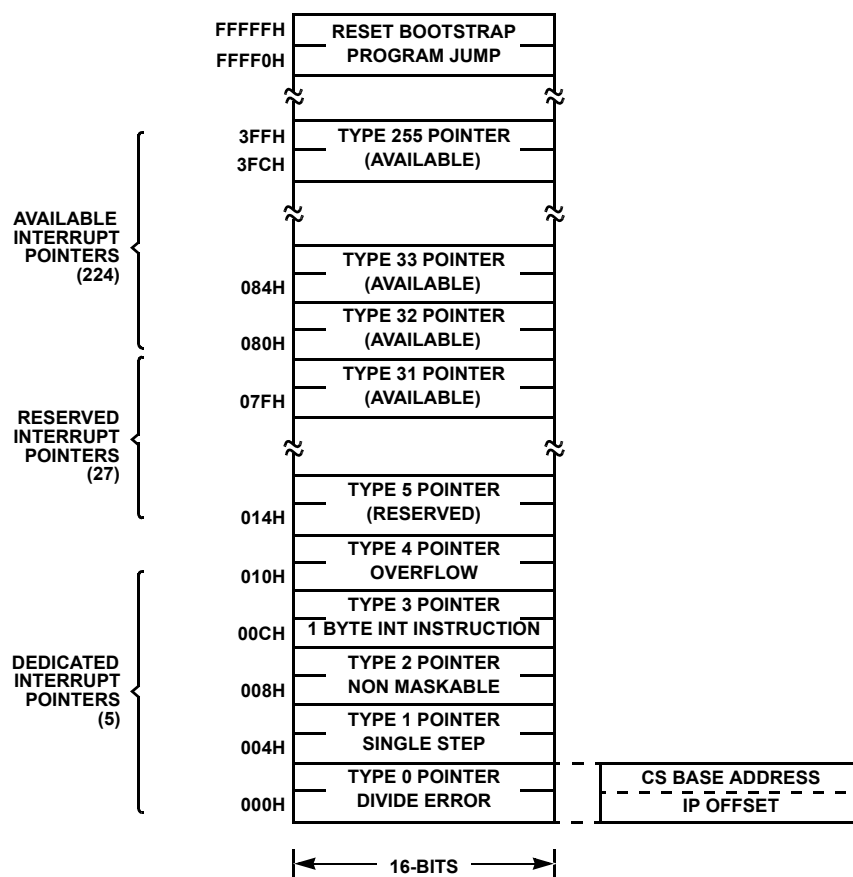 FFFFFH
RESET BOOTSTRAP
FFFF0H
PROGRAM JUMP
3FFH
TYPE 255 POINTER
3FCH
(AVAILABLE)
AVAILABLE
INTERRUPT
POINTERS
(224)
TYPE 33 POINTER
084H
(AVAILABLE)
TYPE 32 POINTER
080H
(AVAILABLE)
TYPE 31 POINTER
07FH
(AVAILABLE)
RESERVED
INTERRUPT
POINTERS
(27)
TYPE 5 POINTER
014H
(RESERVED)
TYPE 4 POINTER
010H
OVERFLOW
TYPE 3 POINTER
00CH
1 BYTE INT INSTRUCTION
DEDICATED
INTERRUPT
POINTERS
(5)
TYPE 2 POINTER
008H
NON MASKABLE
TYPE 1 POINTER
004H
SINGLE STEP
TYPE 0 POINTER
000H
DIVIDE ERROR
CS BASE ADDRESS
IP OFFSET
16-BITS